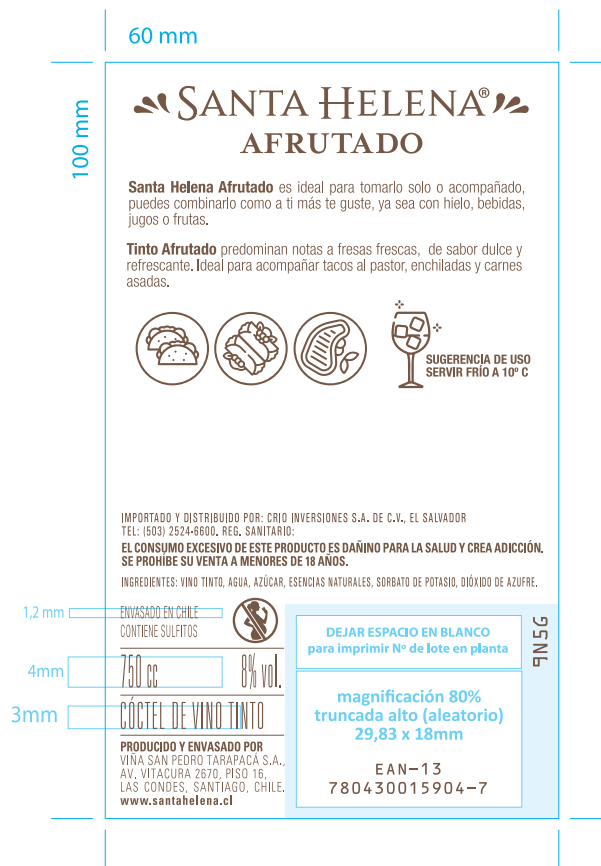 60 mm
100 mm
SANTA HELENA®
AFRUTADO
Santa Helena Afrutado es ideal para tomarlo solo o acompañado,
puedes combinarlo como a ti más te guste, ya sea con hielo, bebidas,
jugos o frutas.
Tinto Afrutado predominan notas a fresas frescas, de sabor dulce y
refrescante. Ideal para acompañar tacos al pastor, enchiladas y carnes
asadas.
SUGERENCIA DE USO
SERVIR FRÍO A 10º C
IMPORTADO Y DISTRIBUIDO POR: CRIO INVERSIONES S.A. DE C.V., EL SALVADOR
TEL: (503) 2524-6600. REG. SANITARIO:
EL CONSUMO EXCESIVO DE ESTE PRODUCTO ES DAÑINO PARA LA SALUD Y CREA ADICCIÓN.
SE PROHÍBE SU VENTA A MENORES DE 18 AÑOS.
INGREDIENTES: VINO TINTO, AGUA, AZÚCAR, ESENCIAS NATURALES, SORBATO DE POTASIO, DIÓXIDO DE AZUFRE.
1,2 mm
ENVASADO EN CHILE
CONTIENE SULFITOS
4mm
750 cc 8% vol.
3mm
CÓCTEL DE VINO TINTO
PRODUCIDO Y ENVASADO POR
VIÑA SAN PEDRO TARAPACÁ S.A.,
AV. VITACURA 2670, PISO 16,
LAS CONDES, SANTIAGO, CHILE.
www.santahelena.cl
DEJAR ESPACIO EN BLANCO
para imprimir Nº de lote en planta
9N5G
magnificación 80%
truncada alto (aleatorio)
29,83 x 18mm
EAN-13
780430015904-7